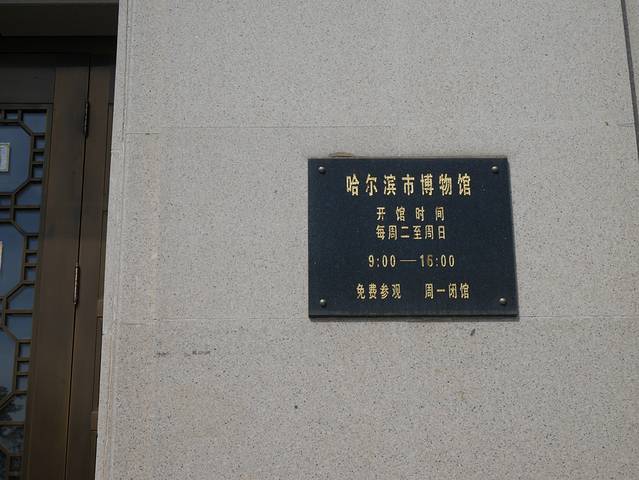 哈尔滨市博物馆
开馆时间
每周二至周日
9:00—16:00
免费参观 周一闭馆